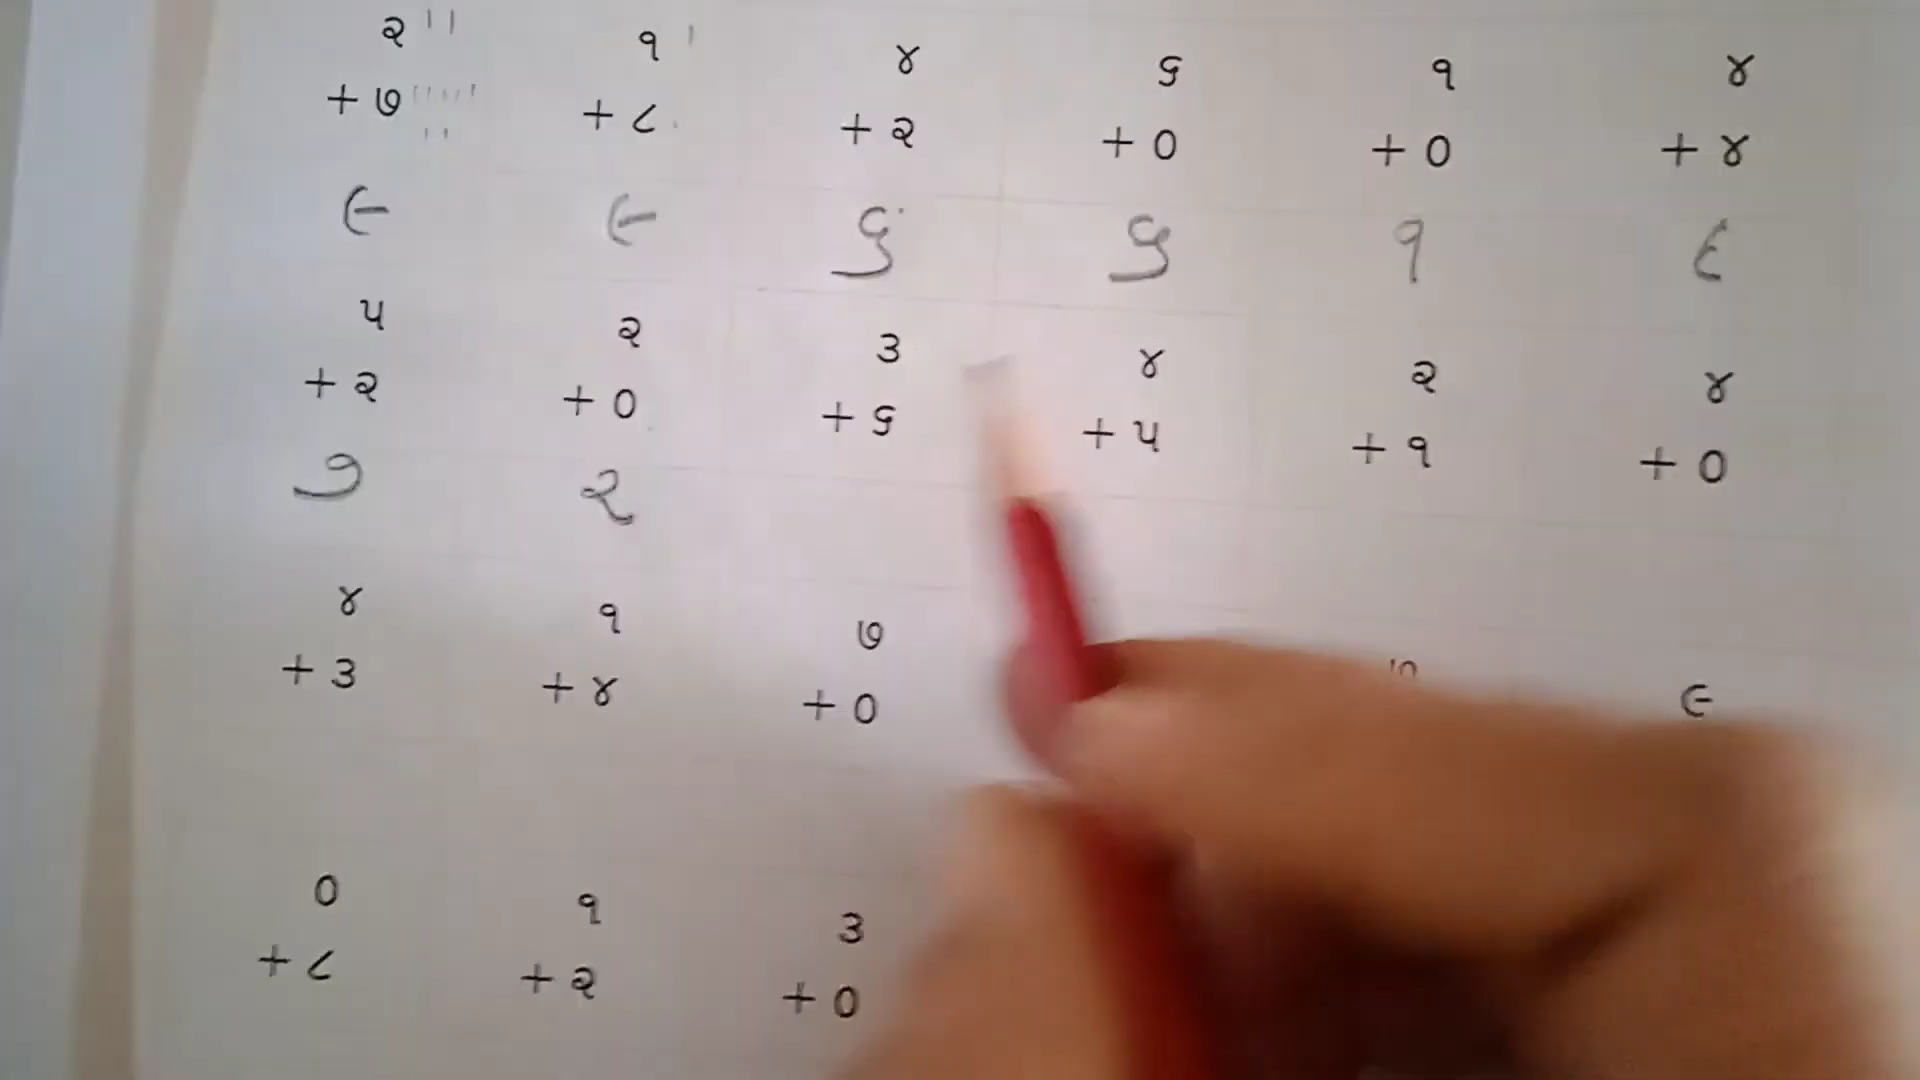 ૨ ૧ ૪ ૬ ૧ ૪
+ ૭ + ૮ + ૨ + ૦ + ૦ + ૪
૯ ૯ ૬ ૬ ૧
૫ ૨ ૩ ૪ ૨ ૪
+ ૨ + ૦ + ૬ + ૫ + ૧ + ૦
૭ ૨
૪ ૧ ૭ ૯
+ ૩ + ૪ + ૦
૦ ૧ ૩
+ ૮ + ૨ + ૦